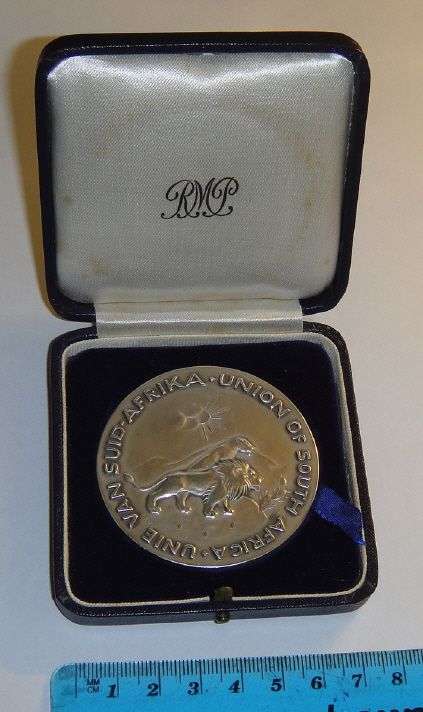 RMP
UNIE VAN SUID-AFRIKA · UNION OF SOUTH AFRICA ·
MM
CM 1 2 3 4 5 6 7 8